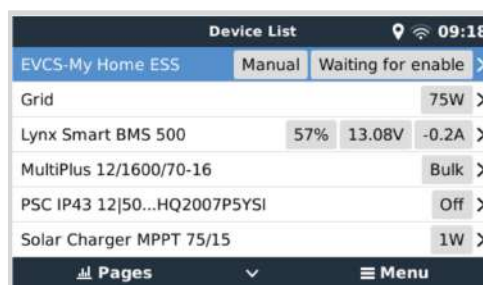 Device List 09:18
EVCS-My Home ESS Manual Waiting for enable
Grid 75W
Lynx Smart BMS 500 57% 13.08V -0.2A
MultiPlus 12/1600/70-16 Bulk
PSC IP43 12|50...HQ2007P5YSI Off
Solar Charger MPPT 75/15 1W
Pages Menu